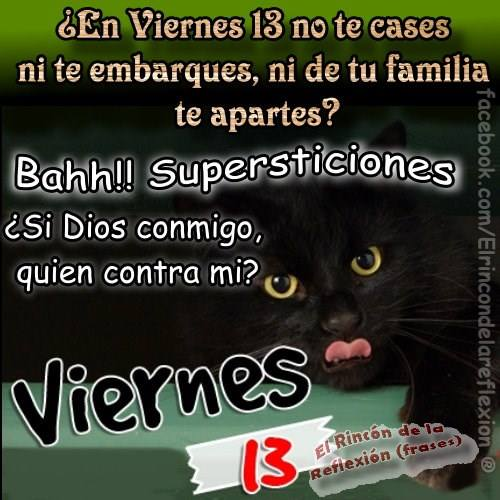 ¿En Viernes 13 no te cases
ni te embarques, ni de tu familia
te apartes?
Bahh!! Supersticiones
¿Si Dios conmigo,
quien contra mi?
Viernes
13
El Rincón de la
Reflexión (frases)
facebook.com/Elrincondelareflexion@